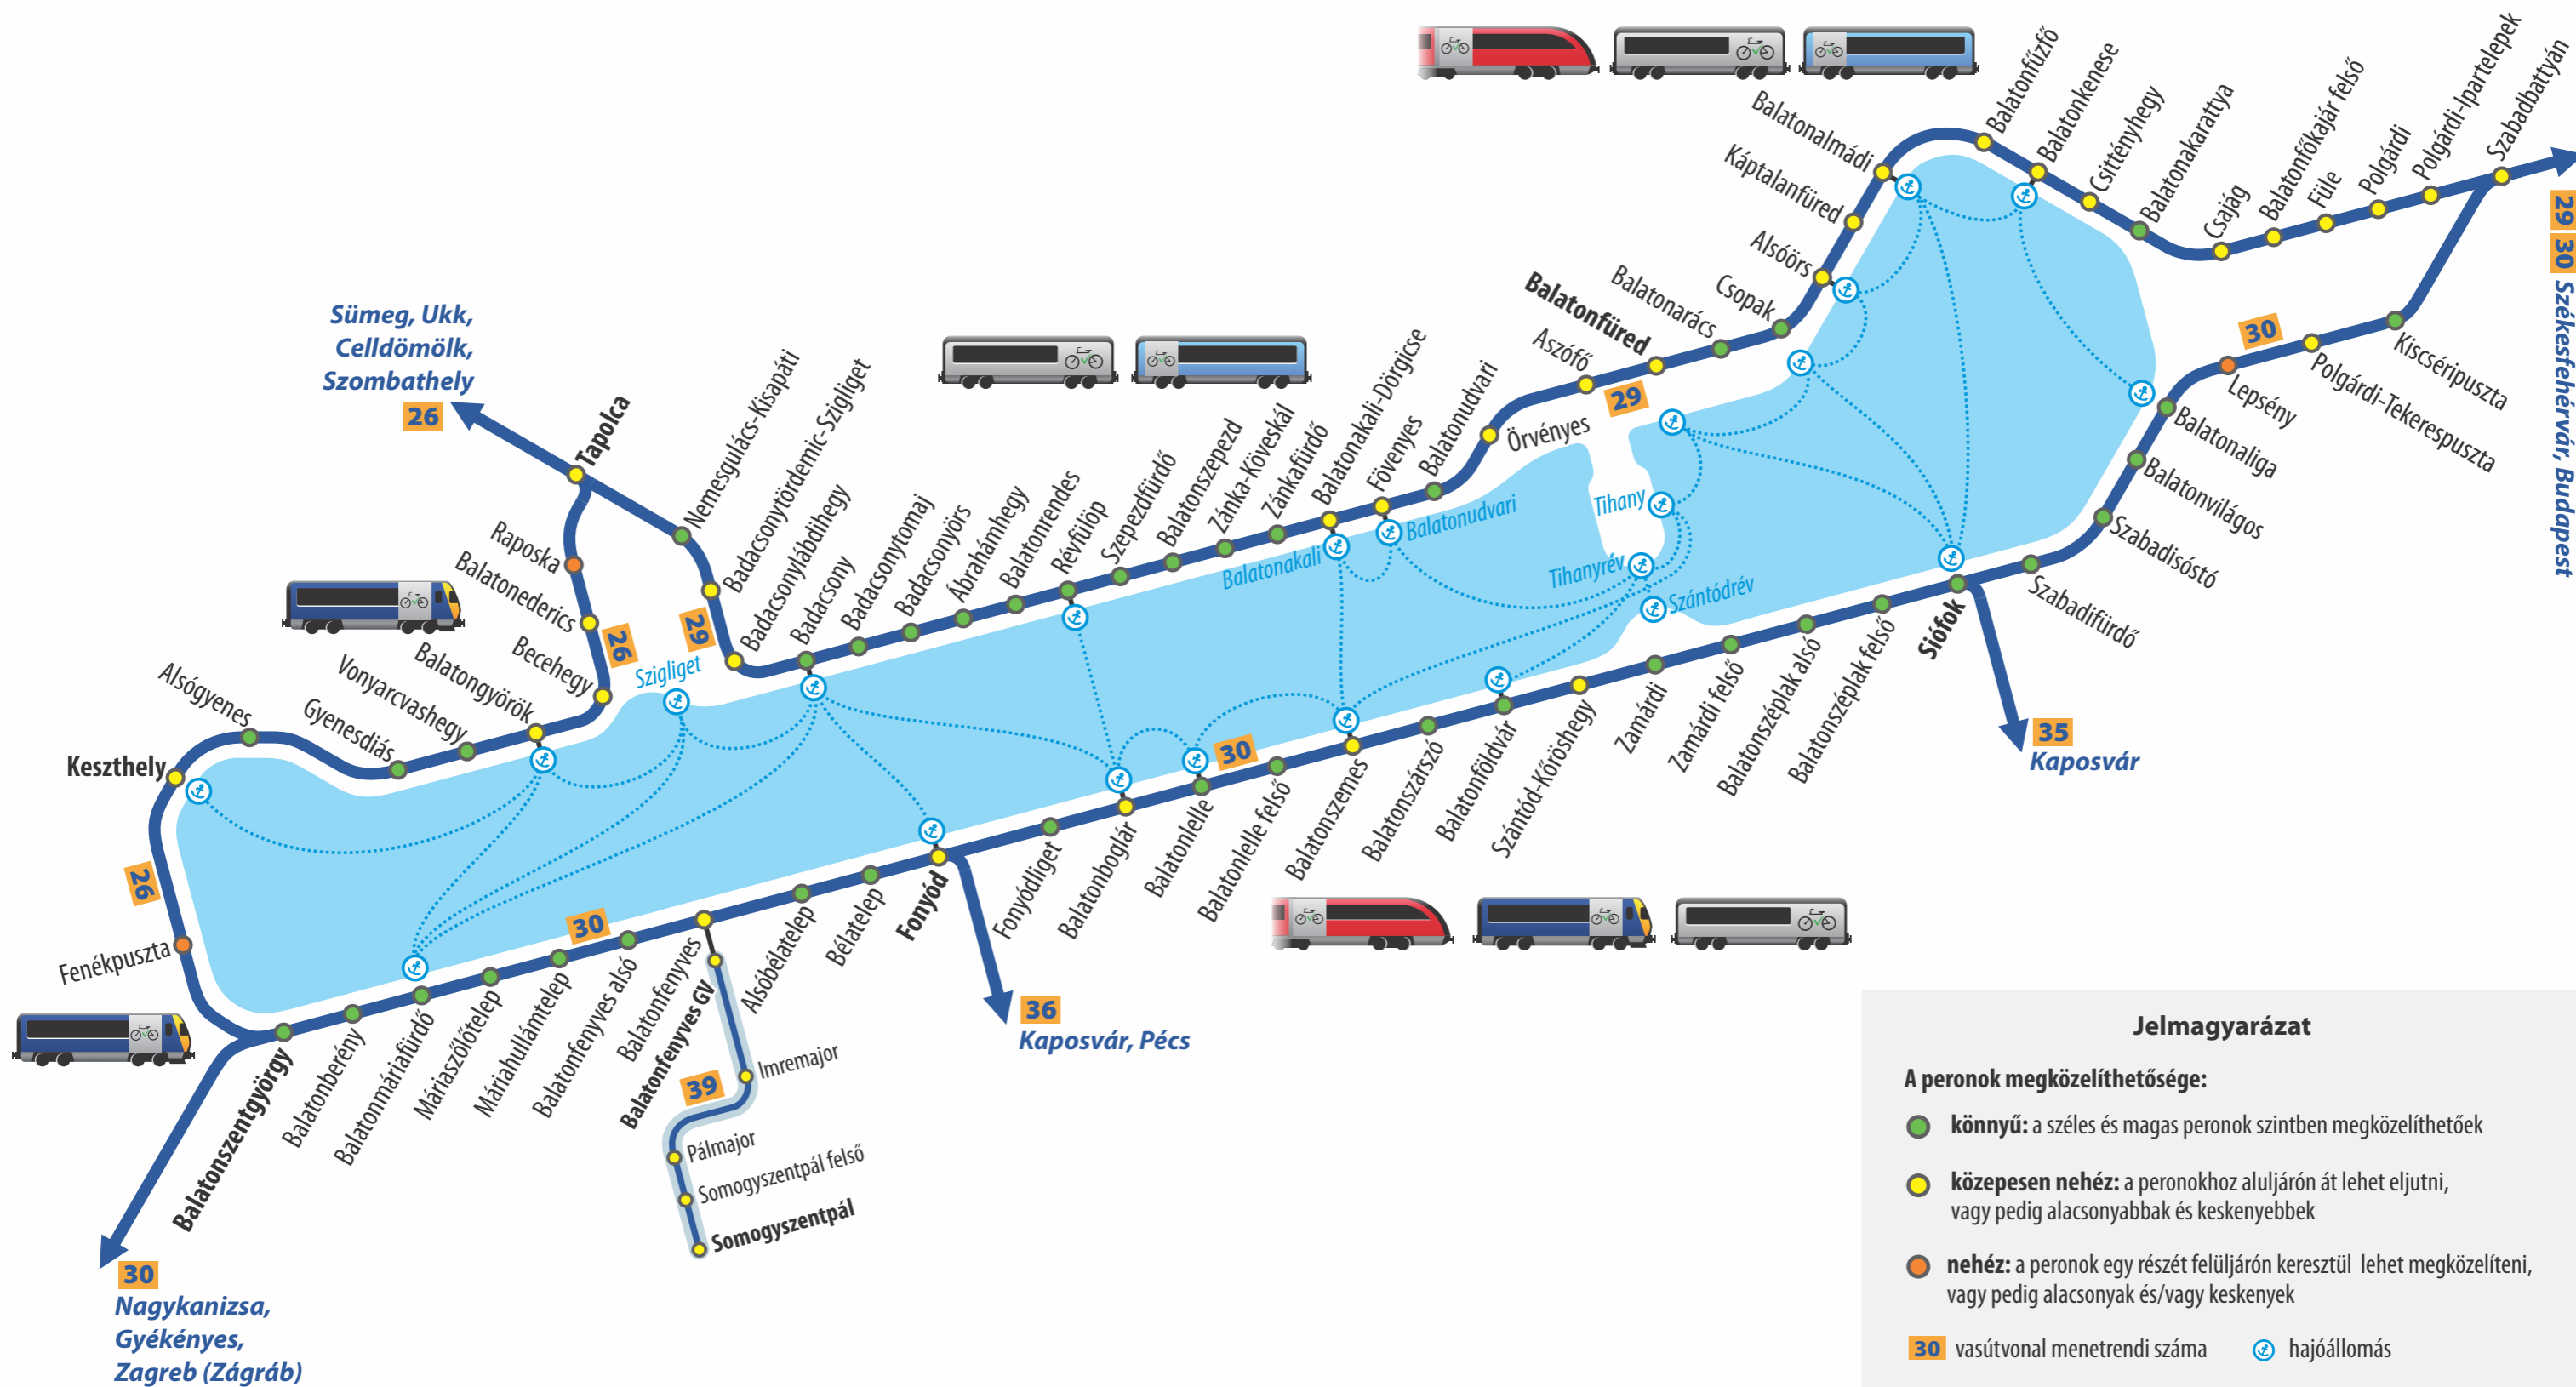 Sümeg, Ukk,
Celldömölk,
Szombathely
26
Tapolca
Raposka
Balatonederics
Becehegy
26
Balatongyörök
Vonyarcvashegy
Gyenesdiás
Alsógyenes
Keszthely
26
Fenékpuszta
Nemesgulács-Kisapáti
Badacsonytördemic-Szigliget
29
Badacsonylábdihegy
Badacsony
Badacsonytomaj
Badacsonyörs
Ábrahámhegy
Balatonrendes
Révfülöp
Szepezdfürdő
Balatonszepezd
Zánka-Köveskál
Zánkafürdő
Balatonakali-Dörgicse
Fövenyes
Balatonudvari
Örvényes
Aszófő
29
Balatonfüred
Balatonarács
Csopak
Alsóörs
Káptalanfüred
Balatonalmádi
Balatonfűzfő
Balatonkenese
Csittényhegy
Balatonakarattya
Csajág
Balatonfőkajár felső
Füle
Polgárdi
Polgárdi-Ipartelepek
Szabadbattyán
29 30 Székesfehérvár, Budapest
30
Kiscséripuszta
Polgárdi-Tekerespuszta
Lepsény
Balatonaliga
Balatonvilágos
Szabadisóstó
Szabadifürdő
Siófok
35
Kaposvár
Balatonszéplak felső
Balatonszéplak alsó
Zamárdi felső
Zamárdi
Szántód-Kőröshegy
Balatonföldvár
Balatonszárszó
Balatonszemes
30
Balatonlelle felső
Balatonlelle
Balatonboglár
Fonyódliget
Fonyód
36
Kaposvár, Pécs
Bélatelep
Alsóbélatelep
Balatonfenyves
30
Balatonfenyves alsó
Máriahullámtelep
Máriaszőlőtelep
Balatonmáriafürdő
Balatonberény
Balatonszentgyörgy
30
Nagykanizsa,
Gyékényes,
Zagreb (Zágráb)
Balatonfenyves GV
Imremajor
39
Pálmajor
Somogyszentpál felső
Somogyszentpál
Szigliget
Balatonakali
Balatonudvari
Tihany
Tihanyrév
Szántódrév
Jelmagyarázat
A peronok megközelíthetősége:
könnyű: a széles és magas peronok szintben megközelíthetőek
közepesen nehéz: a peronokhoz aluljárón át lehet eljutni,
vagy pedig alacsonyabbak és keskenyebbek
nehéz: a peronok egy részét felüljárón keresztül lehet megközelíteni,
vagy pedig alacsonyak és/vagy keskenyek
30 vasútvonal menetrendi száma
hajóállomás